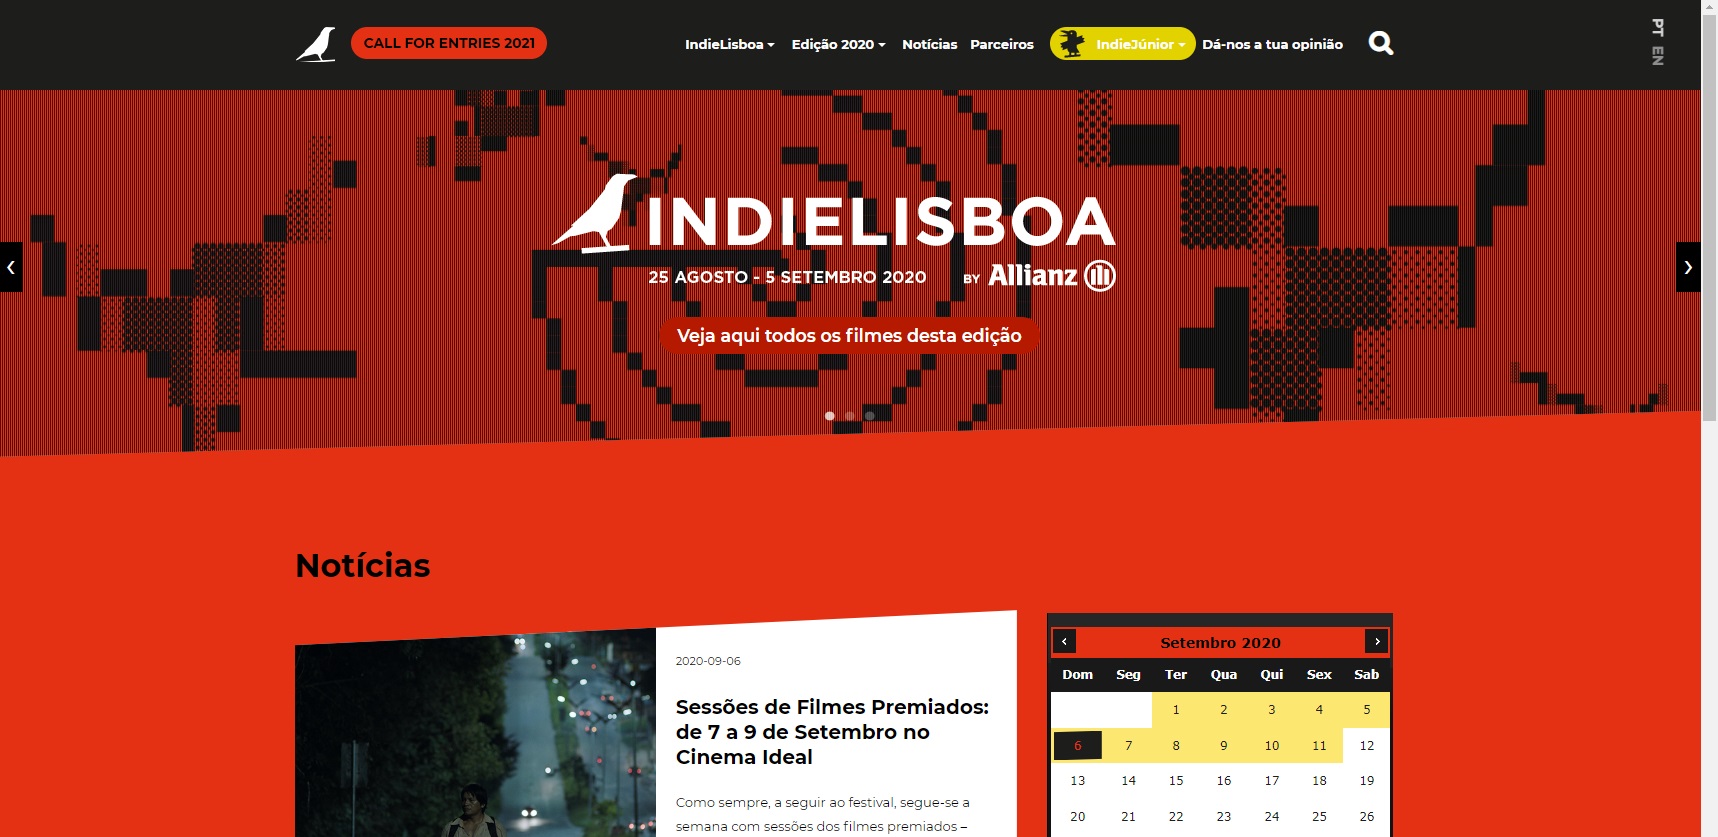 CALL FOR ENTRIES 2021
IndieLisboa
Edição 2020
Notícias
Parceiros
IndieJúnior
Dá-nos a tua opinião
PT
EN
INDIELISBOA
25 AGOSTO - 5 SETEMBRO 2020 BY Allianz
Veja aqui todos os filmes desta edição
Notícias
2020-09-06
Sessões de Filmes Premiados:
de 7 a 9 de Setembro no
Cinema Ideal
Como sempre, a seguir ao festival, segue-se a
semana com sessões dos filmes premiados –
Setembro 2020
Dom Seg Ter Qua Qui Sex Sab
1 2 3 4 5
6 7 8 9 10 11 12
13 14 15 16 17 18 19
20 21 22 23 24 25 26